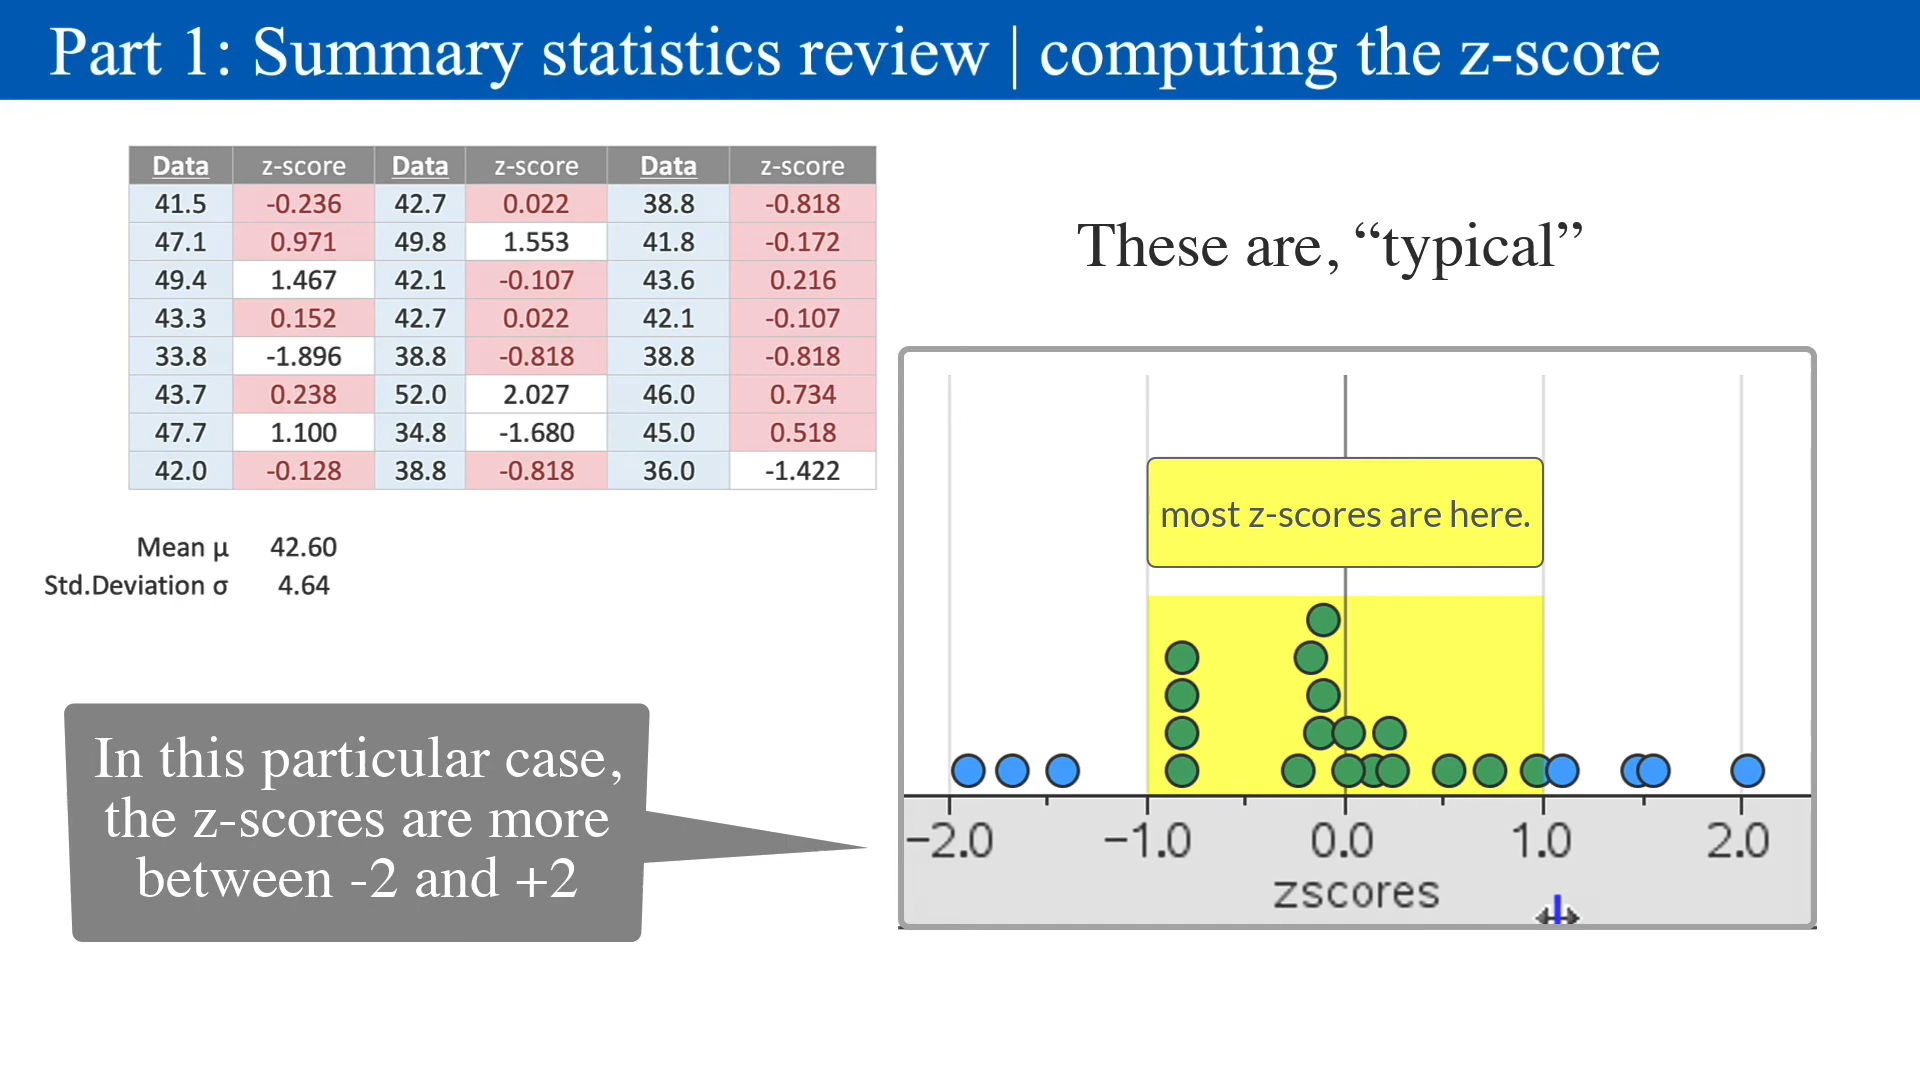 Part 1: Summary statistics review | computing the z-score
Data z-score Data z-score Data z-score
41.5 -0.236 42.7 0.022 38.8 -0.818
47.1 0.971 49.8 1.553 41.8 -0.172
49.4 1.467 42.1 -0.107 43.6 0.216
43.3 0.152 42.7 0.022 42.1 -0.107
33.8 -1.896 38.8 -0.818 38.8 -0.818
43.7 0.238 52.0 2.027 46.0 0.734
47.7 1.100 34.8 -1.680 45.0 0.518
42.0 -0.128 38.8 -0.818 36.0 -1.422
Mean μ 42.60
Std.Deviation σ 4.64
These are, “typical”
most z-scores are here.
−2.0 −1.0 0.0 1.0 2.0
zscores
In this particular case,
the z-scores are more
between -2 and +2